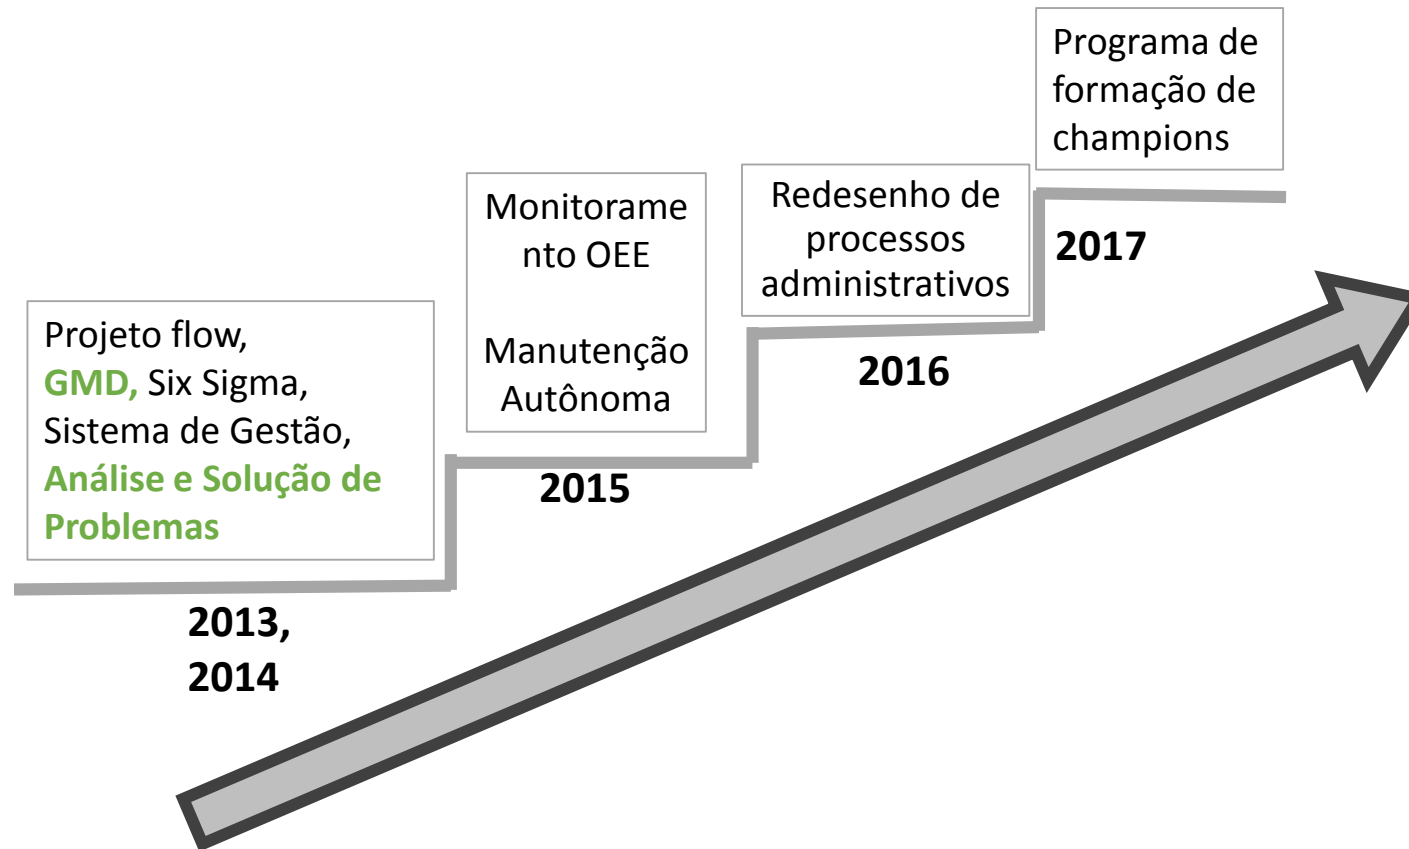 Projeto flow,
GMD, Six Sigma,
Sistema de Gestão,
Análise e Solução de
Problemas
2013,
2014
Monitorame
nto OEE
Manutenção
Autônoma
2015
Redesenho de
processos
administrativos
2016
Programa de
formação de
champions
2017